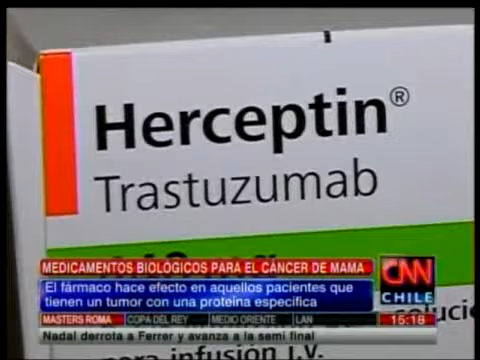 Herceptin®
Trastuzumab
MEDICAMENTOS BIOLÓGICOS PARA EL CÁNCER DE MAMA
El fármaco hace efecto en aquellos pacientes que
tienen un tumor con una proteína específica
CNN
CHILE
MASTERS ROMA COPA DEL REY MEDIO ORIENTE LAN 15:18
Nadal derrota a Ferrer y avanza a la semi final
para infusión i.v.